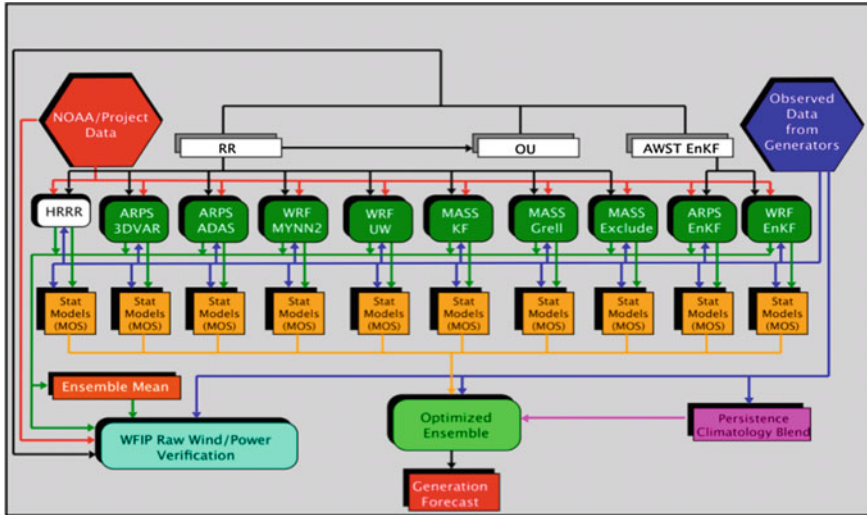 NOAA/Project
Data
Observed
Data
from
Generators
RR
OU
AWST EnKF
HRRR
ARPS
3DVAR
ARPS
ADAS
WRF
MYNN2
WRF
UW
MASS
KF
MASS
Grell
MASS
Exclude
ARPS
EnKF
WRF
EnKF
Stat
Models
(MOS)
Stat
Models
(MOS)
Stat
Models
(MOS)
Stat
Models
(MOS)
Stat
Models
(MOS)
Stat
Models
(MOS)
Stat
Models
(MOS)
Stat
Models
(MOS)
Stat
Models
(MOS)
Stat
Models
(MOS)
Ensemble Mean
WFIP Raw Wind/Power
Verification
Optimized
Ensemble
Persistence
Climatology Blend
Generation
Forecast